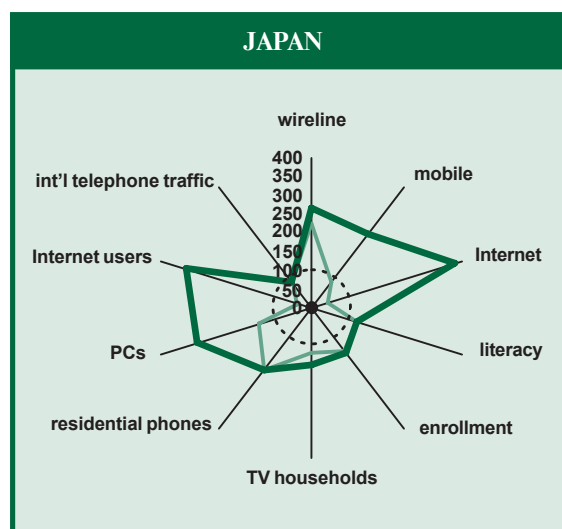 JAPAN
wireline
400
350
300
250
200
150
100
50
0
mobile
int'l telephone traffic
Internet users
Internet
PCs
literacy
residential phones
enrollment
TV households